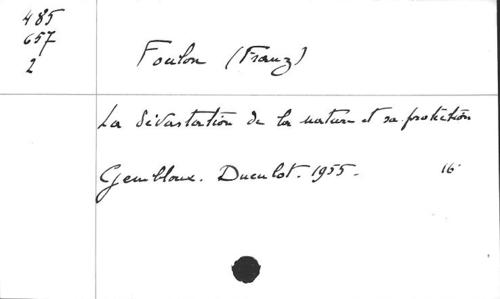 485
657
2
Foulon (Franz)
La dévastation de la nature et sa protection
Gembloux. Duculot. 1955. 16°